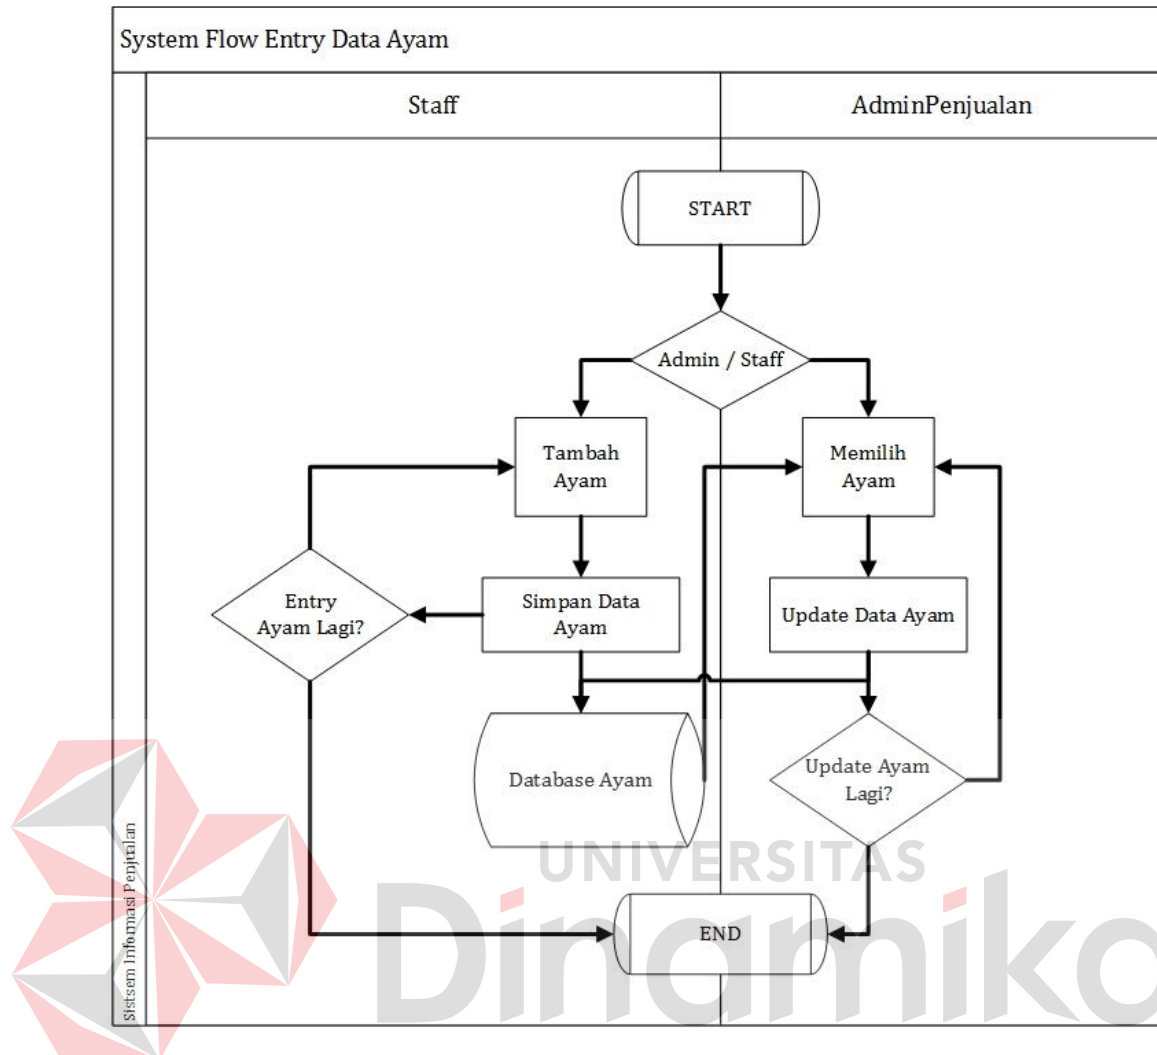 System Flow Entry Data Ayam
Staff
AdminPenjualan
START
Admin / Staff
Tambah
Ayam
Memilih
Ayam
Entry
Ayam Lagi?
Simpan Data
Ayam
Update Data Ayam
Database Ayam
Update Ayam
Lagi?
END
Sistsem Informasi Penjualan
UNIVERSITAS
Dinamika